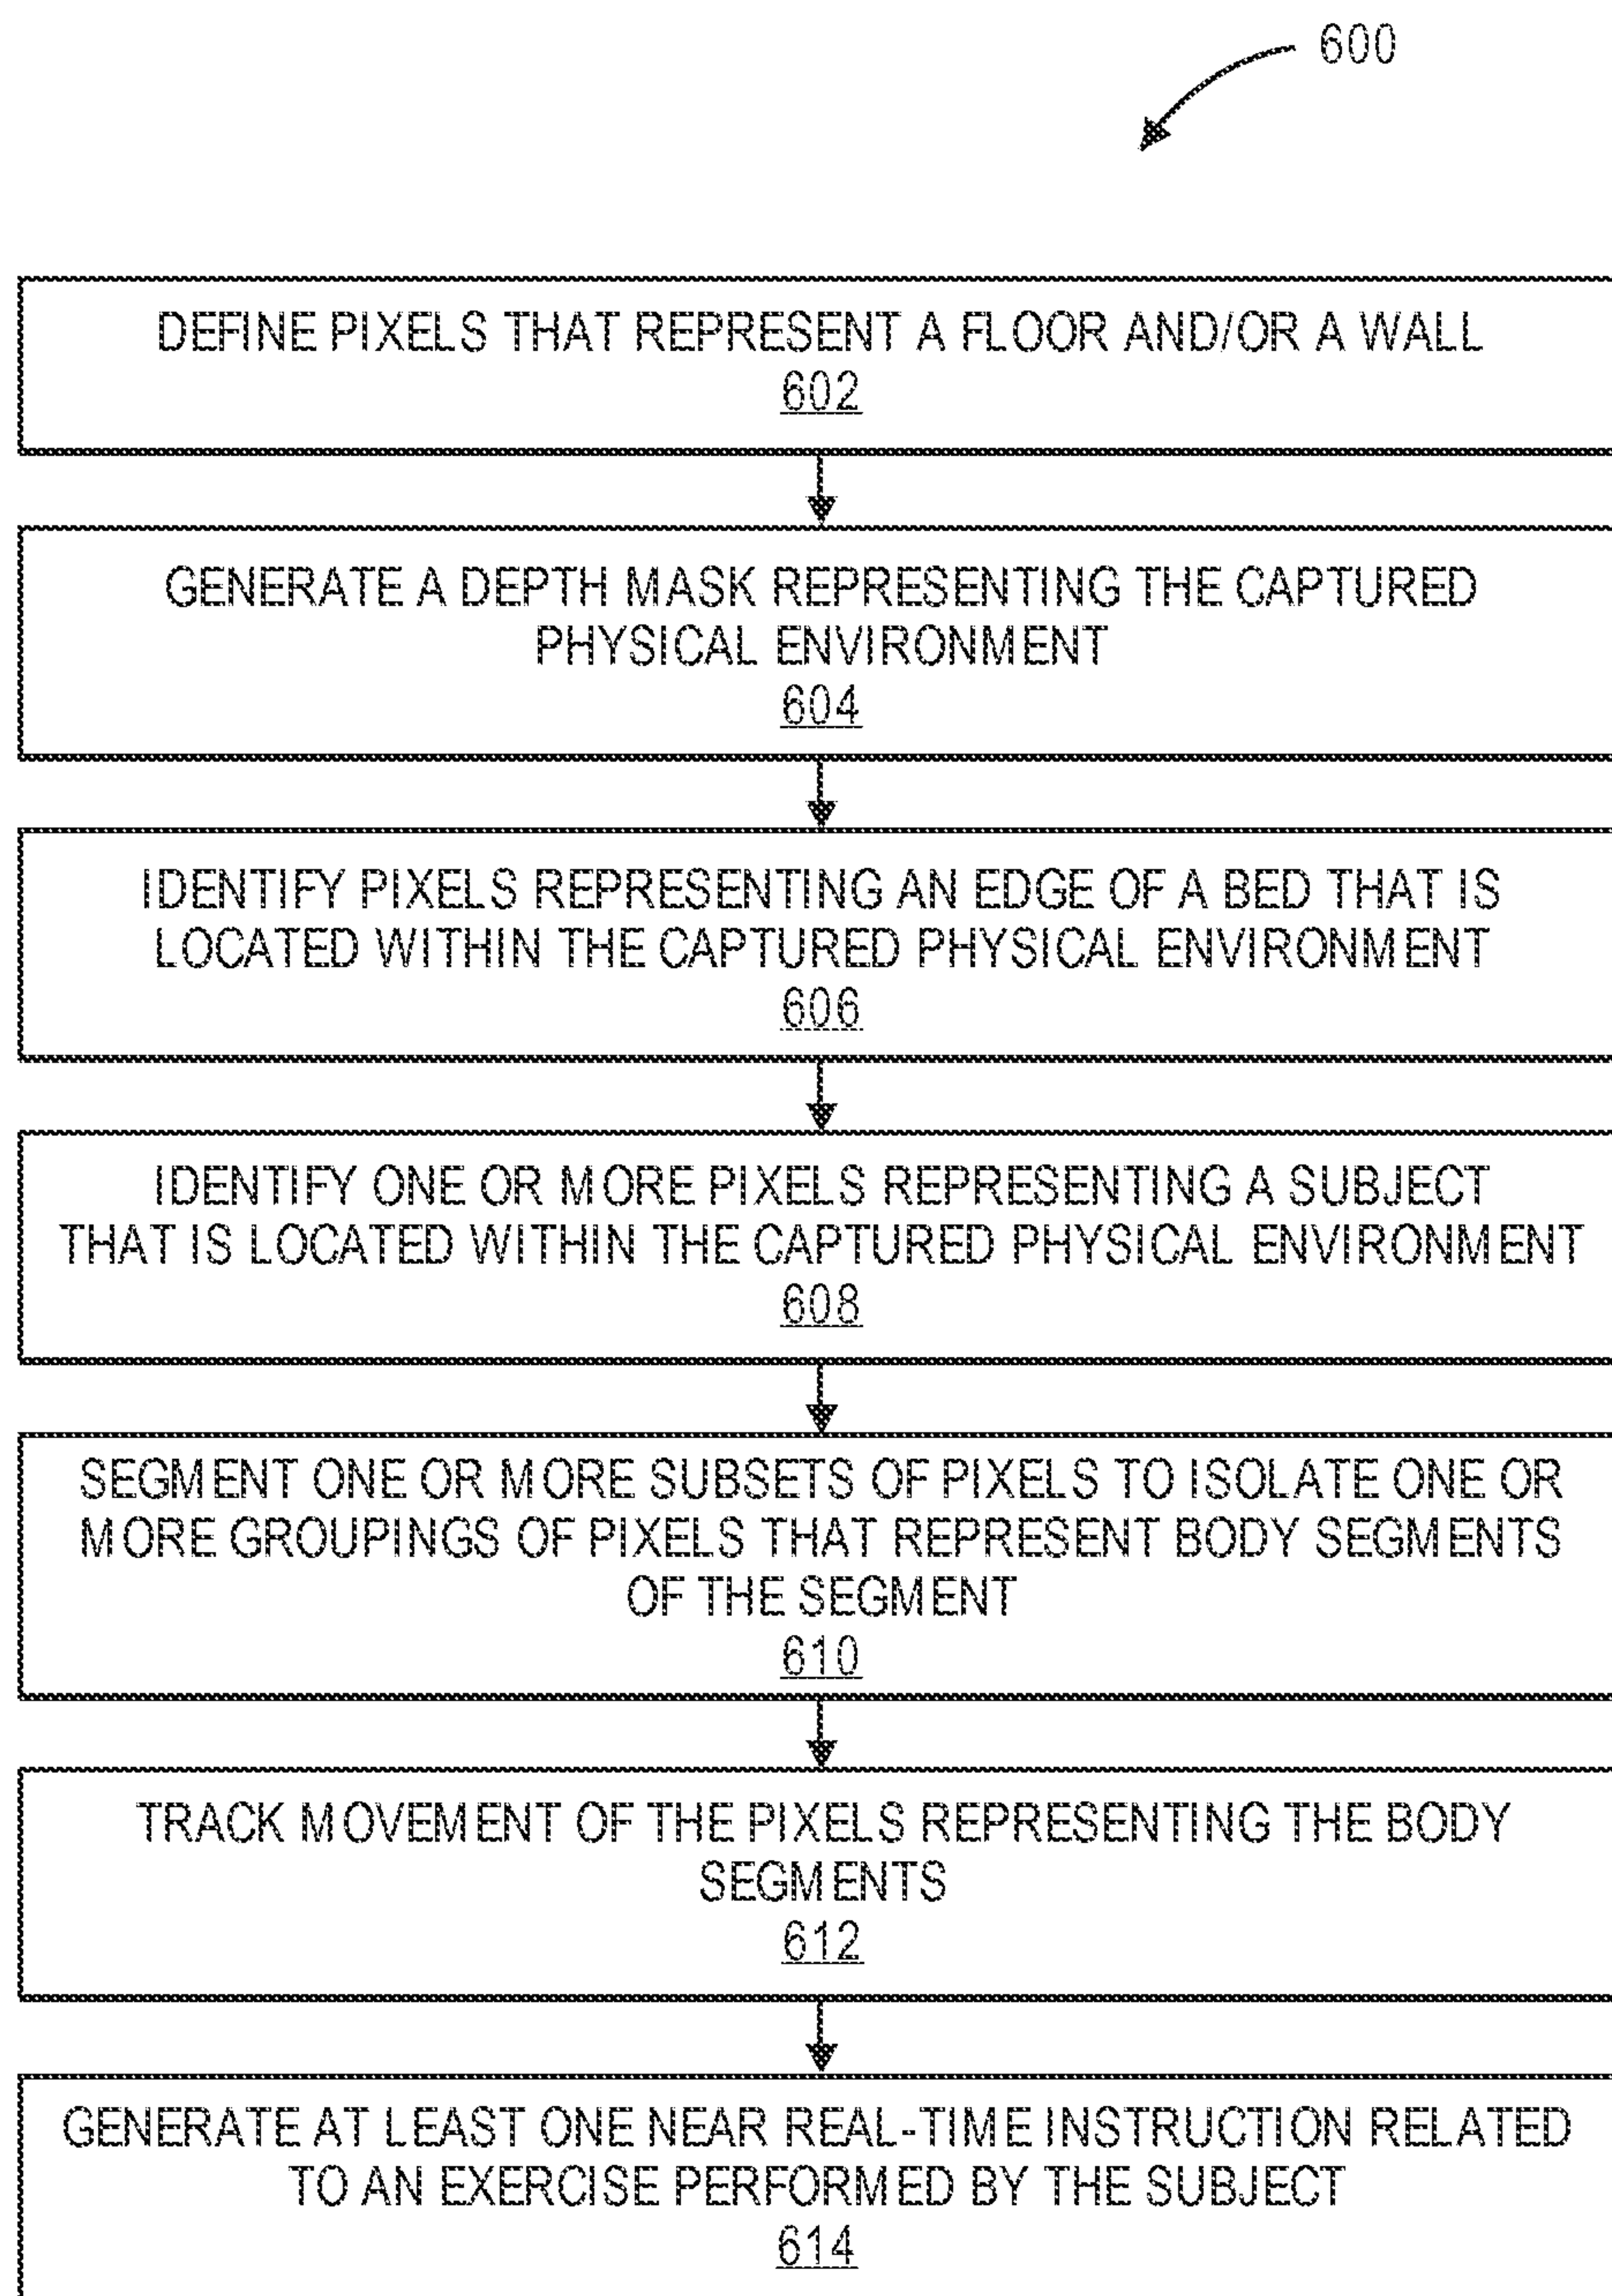 600
DEFINE PIXELS THAT REPRESENT A FLOOR AND/OR A WALL
602
GENERATE A DEPTH MASK REPRESENTING THE CAPTURED
PHYSICAL ENVIRONMENT
604
IDENTIFY PIXELS REPRESENTING AN EDGE OF A BED THAT IS
LOCATED WITHIN THE CAPTURED PHYSICAL ENVIRONMENT
606
IDENTIFY ONE OR MORE PIXELS REPRESENTING A SUBJECT
THAT IS LOCATED WITHIN THE CAPTURED PHYSICAL ENVIRONMENT
608
SEGMENT ONE OR MORE SUBSETS OF PIXELS TO ISOLATE ONE OR
MORE GROUPINGS OF PIXELS THAT REPRESENT BODY SEGMENTS
OF THE SEGMENT
610
TRACK MOVEMENT OF THE PIXELS REPRESENTING THE BODY
SEGMENTS
612
GENERATE AT LEAST ONE NEAR REAL-TIME INSTRUCTION RELATED
TO AN EXERCISE PERFORMED BY THE SUBJECT
614